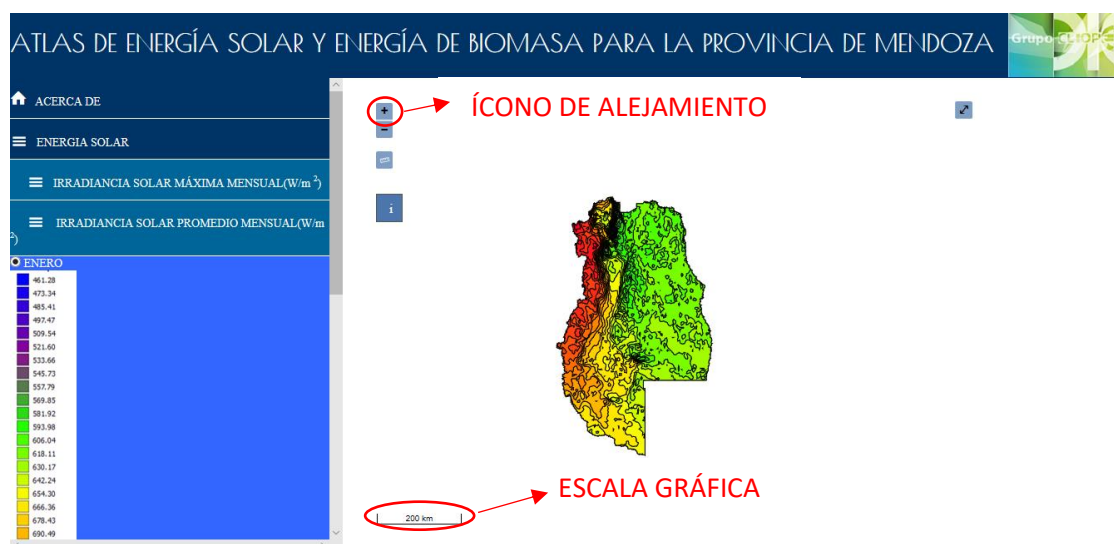 ATLAS DE ENERGÍA SOLAR Y ENERGÍA DE BIOMASA PARA LA PROVINCIA DE MENDOZA
Grupo CLIOPE
ACERCA DE
ENERGIA SOLAR
IRRADIANCIA SOLAR MÁXIMA MENSUAL(W/m 2)
IRRADIANCIA SOLAR PROMEDIO MENSUAL(W/m
2)
ENERO
461.28
473.34
485.41
497.47
509.54
521.60
533.66
545.73
557.79
569.85
581.92
593.98
606.04
618.11
630.17
642.24
654.30
666.36
678.43
690.49
+
ÍCONO DE ALEJAMIENTO
−
i
ESCALA GRÁFICA
200 km